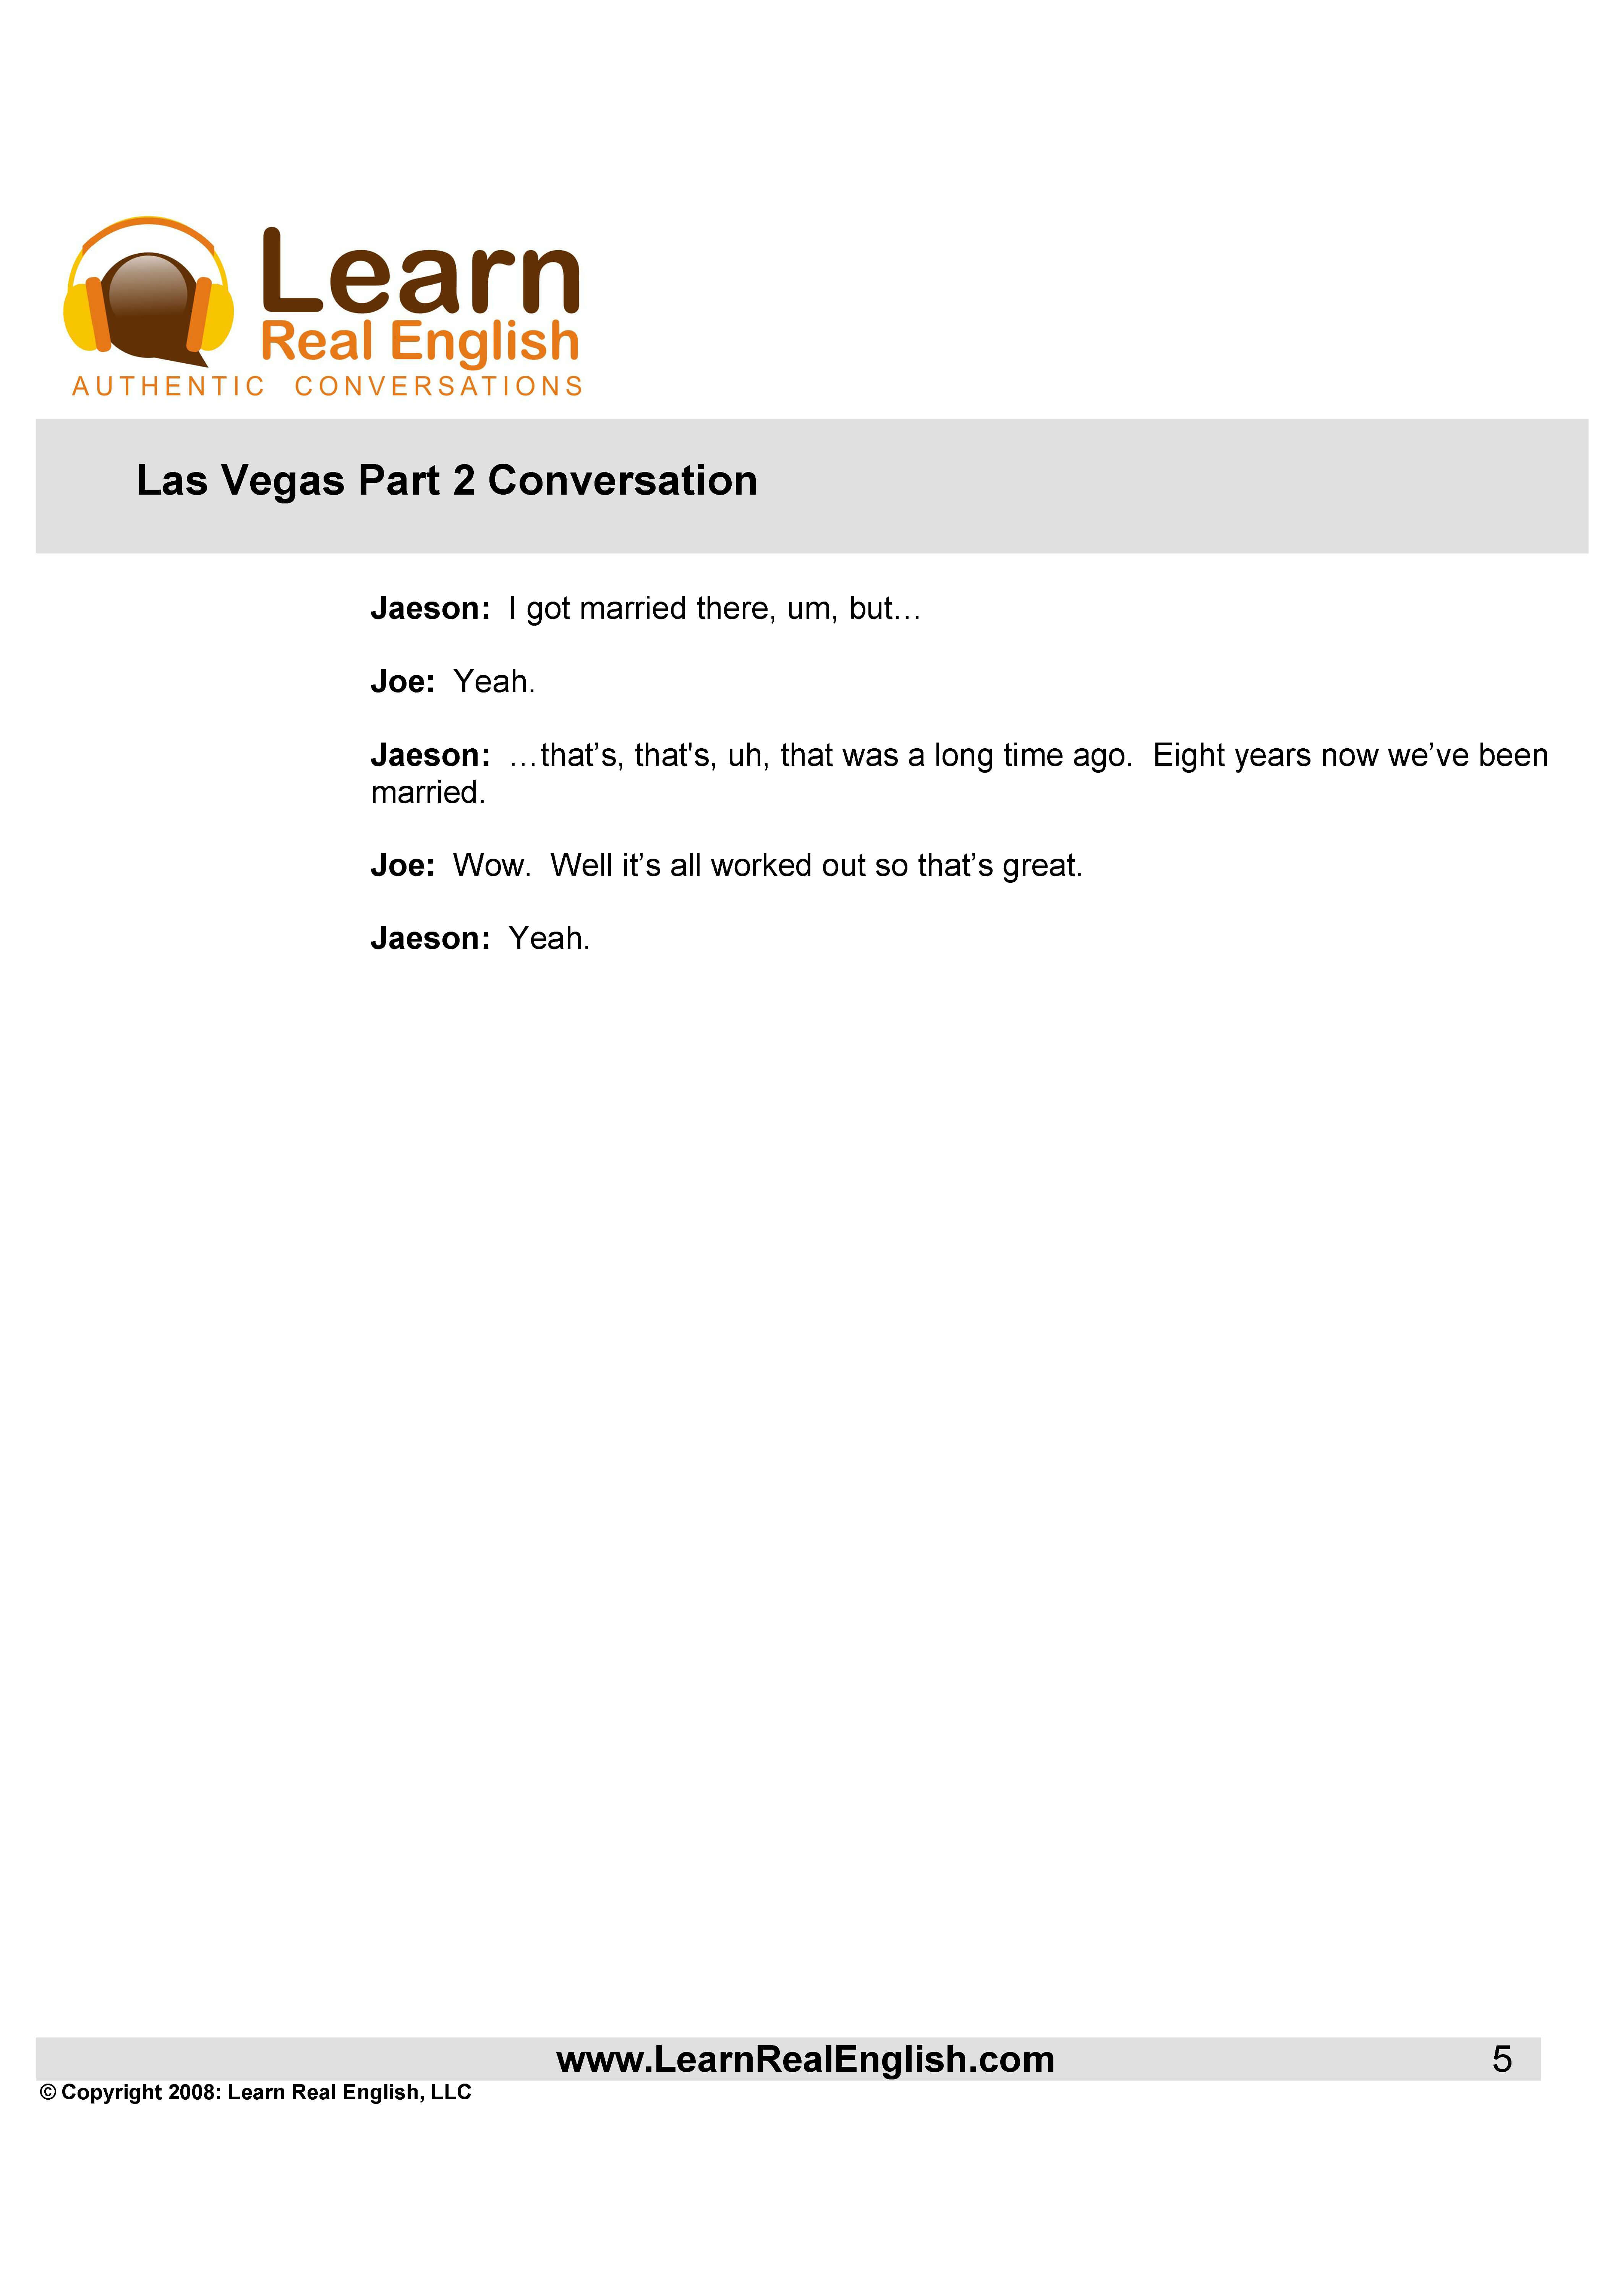 Learn
Real English
AUTHENTIC CONVERSATIONS
Las Vegas Part 2 Conversation
Jaeson:  I got married there, um, but…
Joe:  Yeah.
Jaeson:  …that’s, that's, uh, that was a long time ago.  Eight years now we’ve been
married.
Joe:  Wow.  Well it’s all worked out so that’s great.
Jaeson:  Yeah.
www.LearnRealEnglish.com 5
© Copyright 2008: Learn Real English, LLC